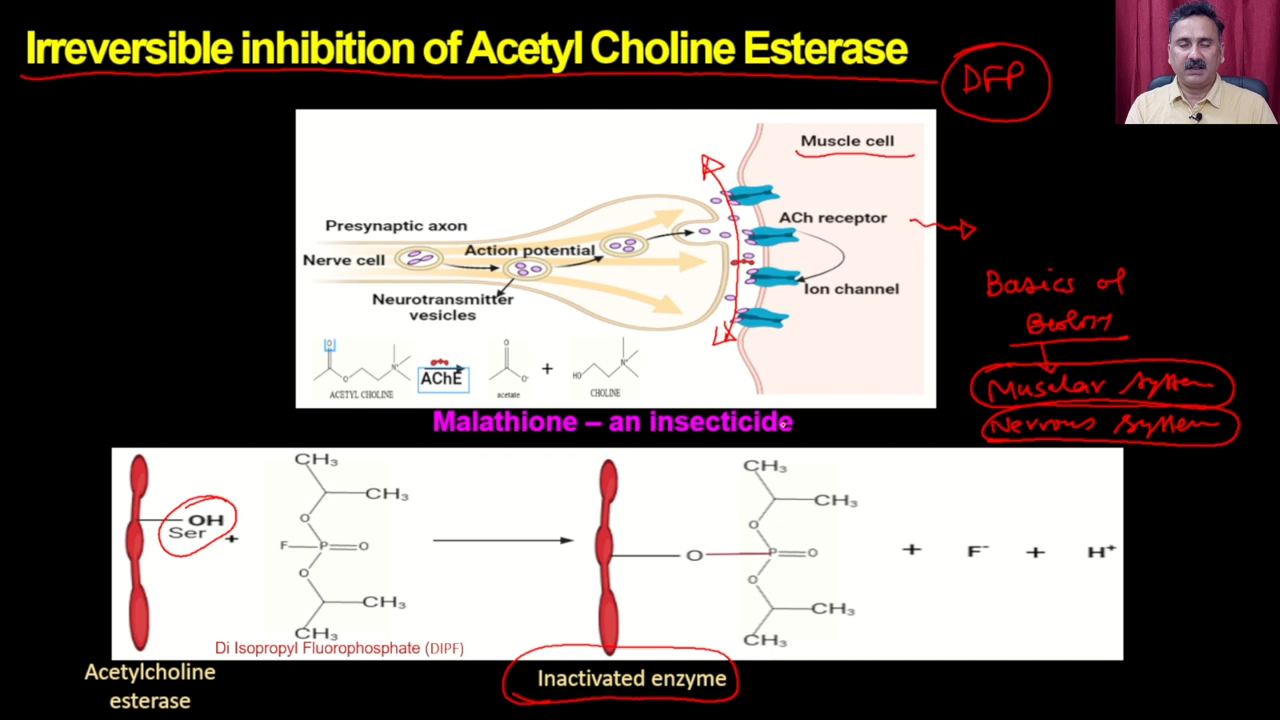 Irreversible inhibition of Acetyl Choline Esterase
DFP
Muscle cell
Presynaptic axon
ACh receptor
Action potential
Nerve cell
Ion channel
Neurotransmitter
vesicles
Basics of
O
O
N+
AChE
O
O-
+
HO
N+
ACETYL CHOLINE
acetate
CHOLINE
Muscular System
Nervous System
Malathione – an insecticide
CH3
CH3
CH3
CH3
OH
Ser
+
O
F
P
O
O
CH3
CH3
O
O
P
O
O
CH3
CH3
+ F- + H+
Di Isopropyl Fluorophosphate (DIPF)
Acetylcholine
esterase
Inactivated enzyme